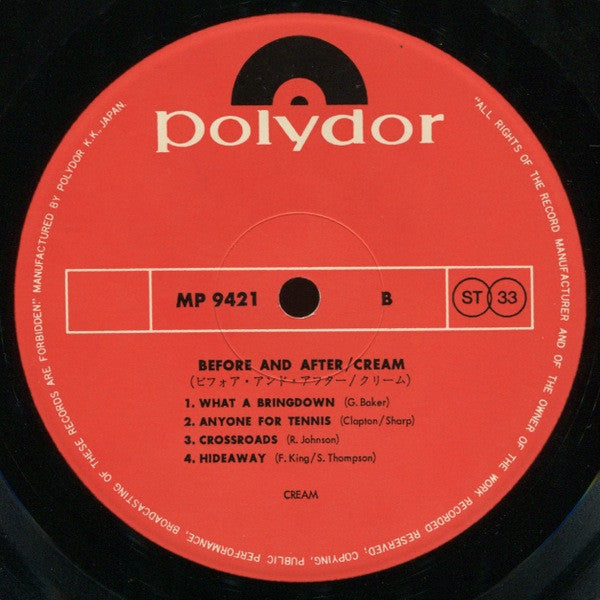 polydor
MP 9421
B
ST 33
BEFORE AND AFTER/CREAM
(ビフォア・アンド・アフター/クリーム)
1. WHAT A BRINGDOWN (G. Baker)
2. ANYONE FOR TENNIS (Clapton/Sharp)
3. CROSSROADS (R. Johnson)
4. HIDEAWAY (F. King/S. Thompson)
CREAM
"ALL RIGHTS OF THE RECORD MANUFACTURER AND OF THE OWNER OF THE WORK RECORDED RESERVED; COPYING, PUBLIC PERFORMANCE, BROADCASTING OF THESE RECORDS ARE FORBIDDEN" MANUFACTURED BY POLYDOR K.K., JAPAN.